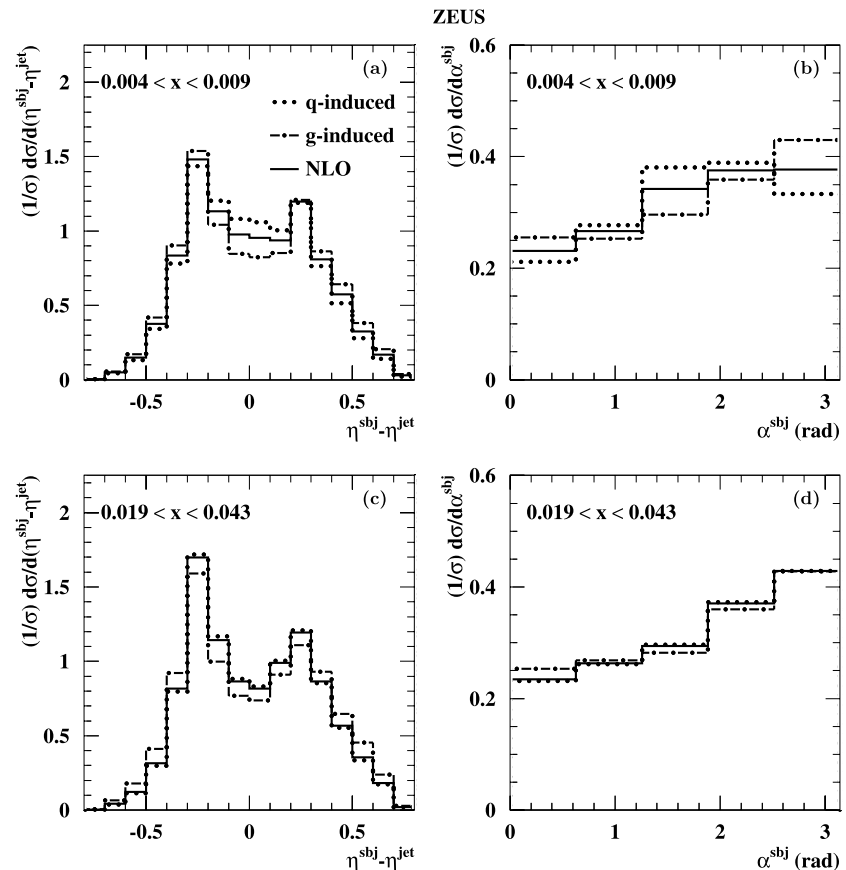 ZEUS
(1/σ) dσ/d(η^sbj-η^jet)
2
1.5
1
0.5
0
(a)
0.004 < x < 0.009
q-induced
g-induced
NLO
-0.5
0
0.5
η^sbj-η^jet
(1/σ) dσ/dα^sbj
0.6
0.4
0.2
0
(b)
0.004 < x < 0.009
0
1
2
3
α^sbj (rad)
(1/σ) dσ/d(η^sbj-η^jet)
2
1.5
1
0.5
0
(c)
0.019 < x < 0.043
-0.5
0
0.5
η^sbj-η^jet
(1/σ) dσ/dα^sbj
0.6
0.4
0.2
0
(d)
0.019 < x < 0.043
0
1
2
3
α^sbj (rad)